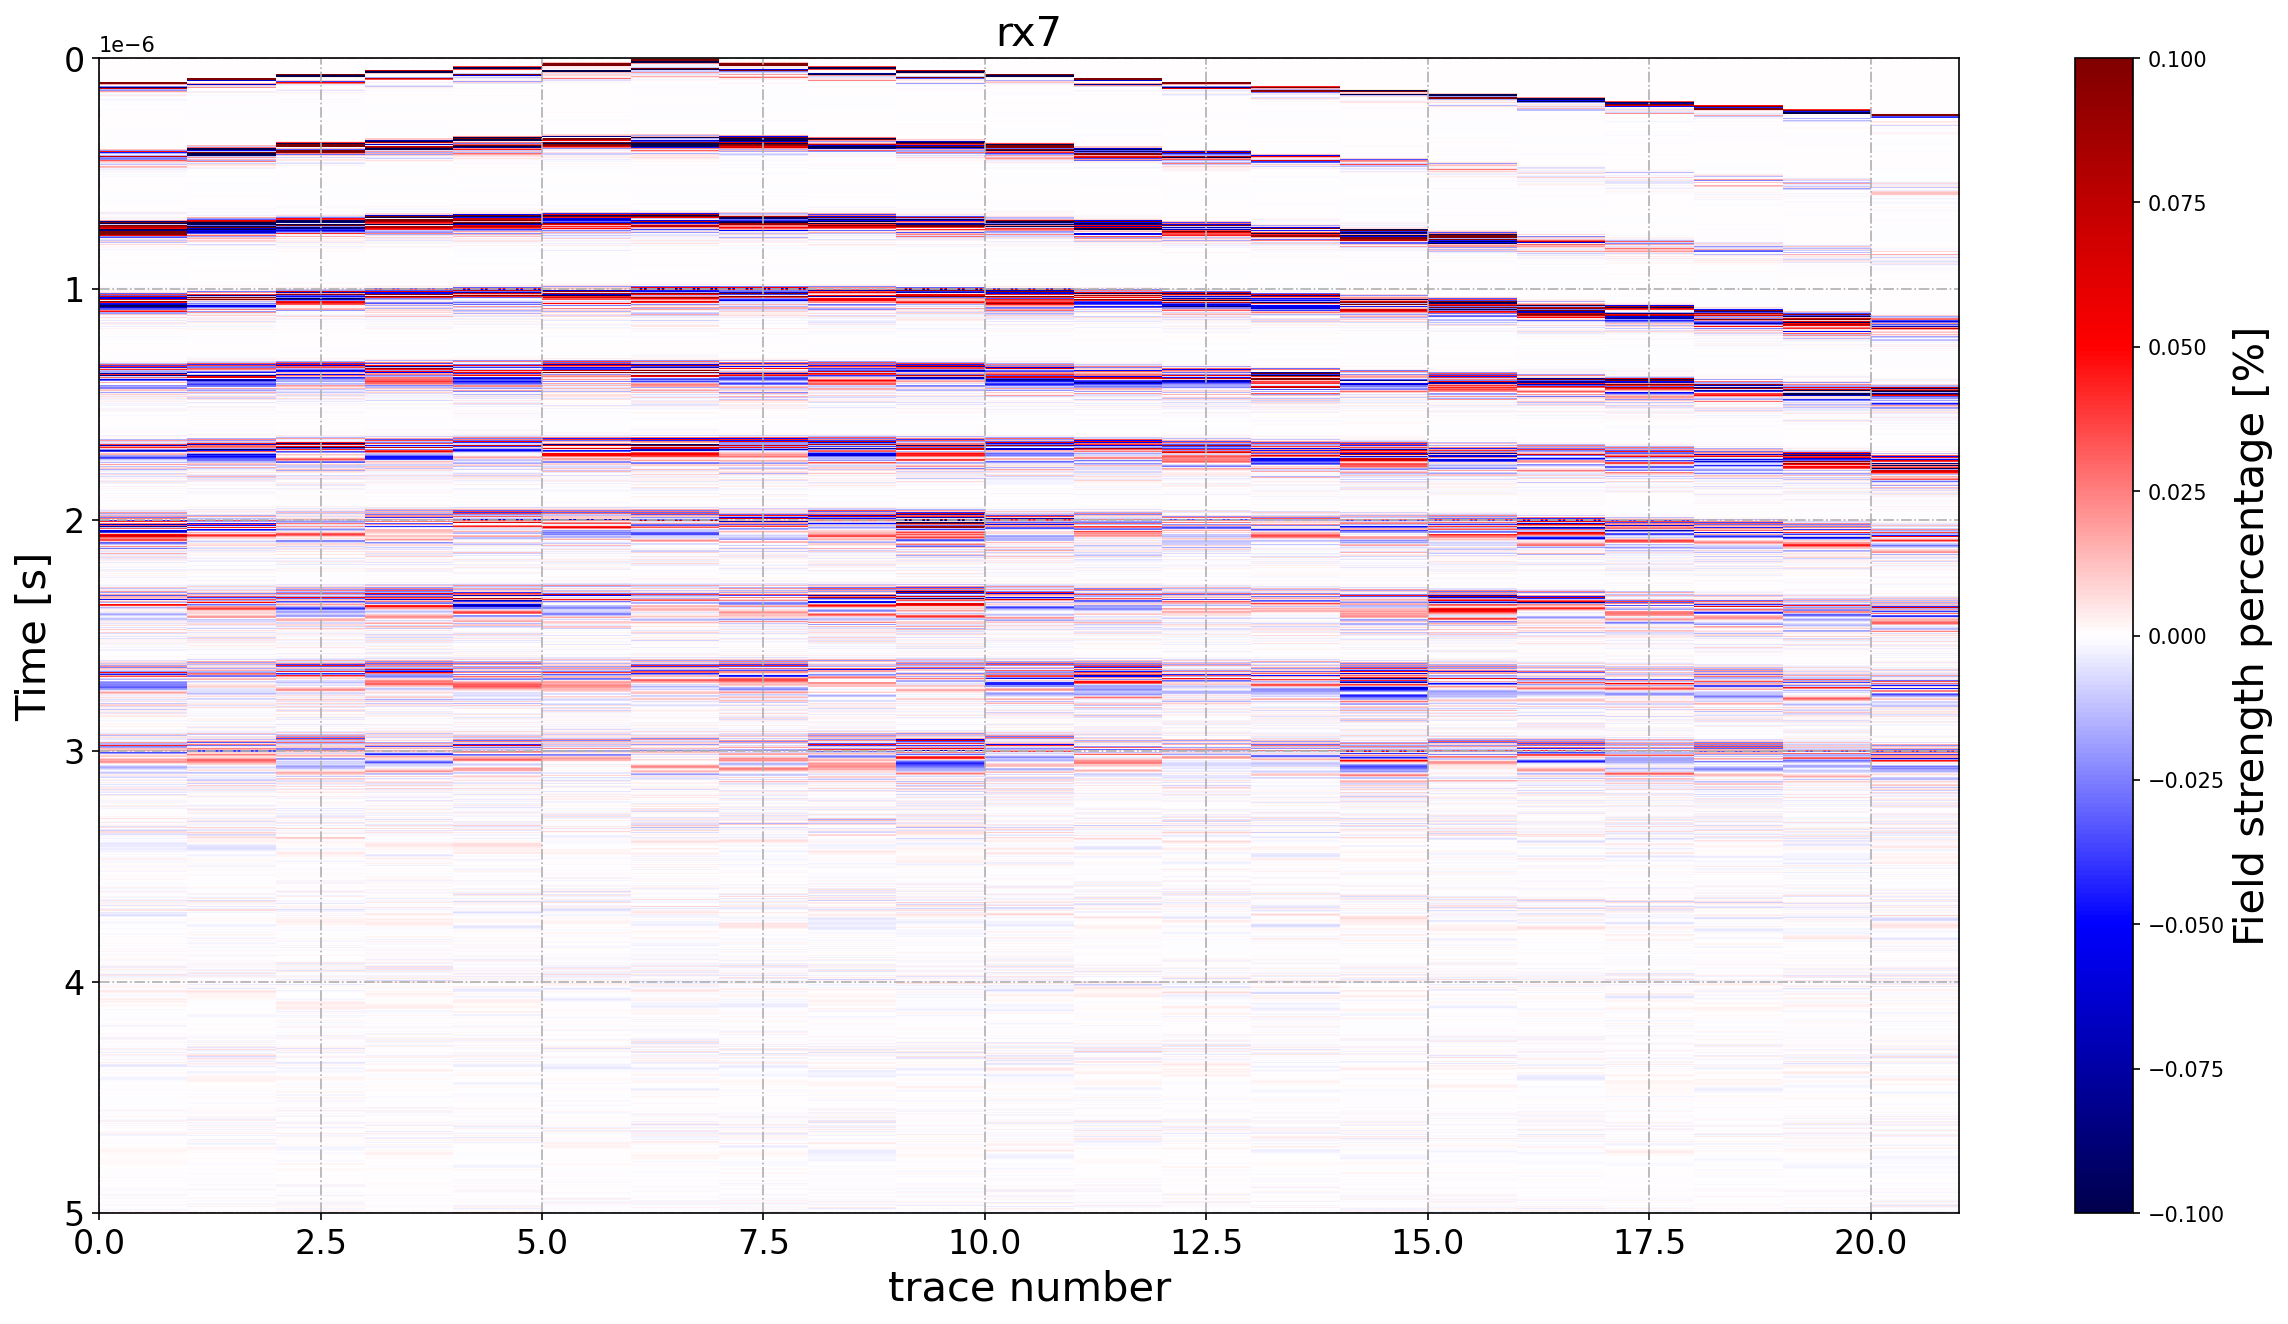 rx7
1e−6
0
1
2
3
4
5
Time [s]
0.0 2.5 5.0 7.5 10.0 12.5 15.0 17.5 20.0
trace number
0.100
0.075
0.050
0.025
0.000
−0.025
−0.050
−0.075
−0.100
Field strength percentage [%]